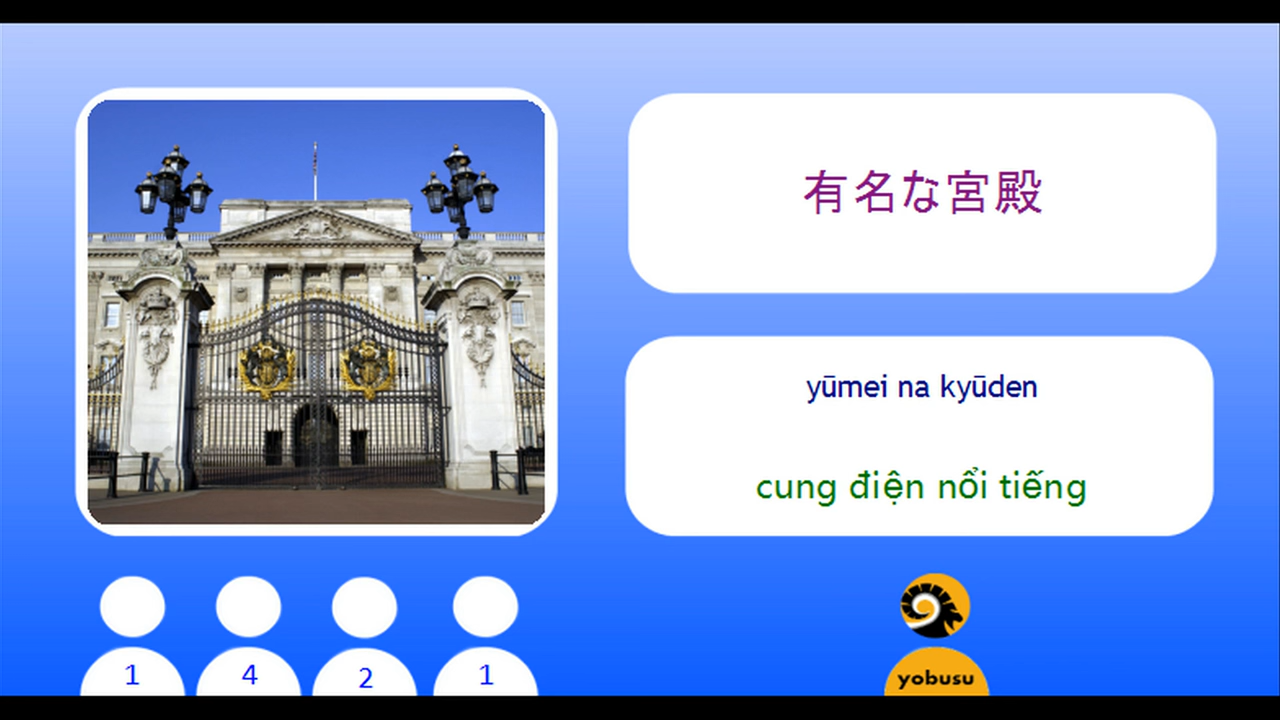 有名な宮殿
yūmei na kyūden
cung điện nổi tiếng
1 4 2 1
yobusu